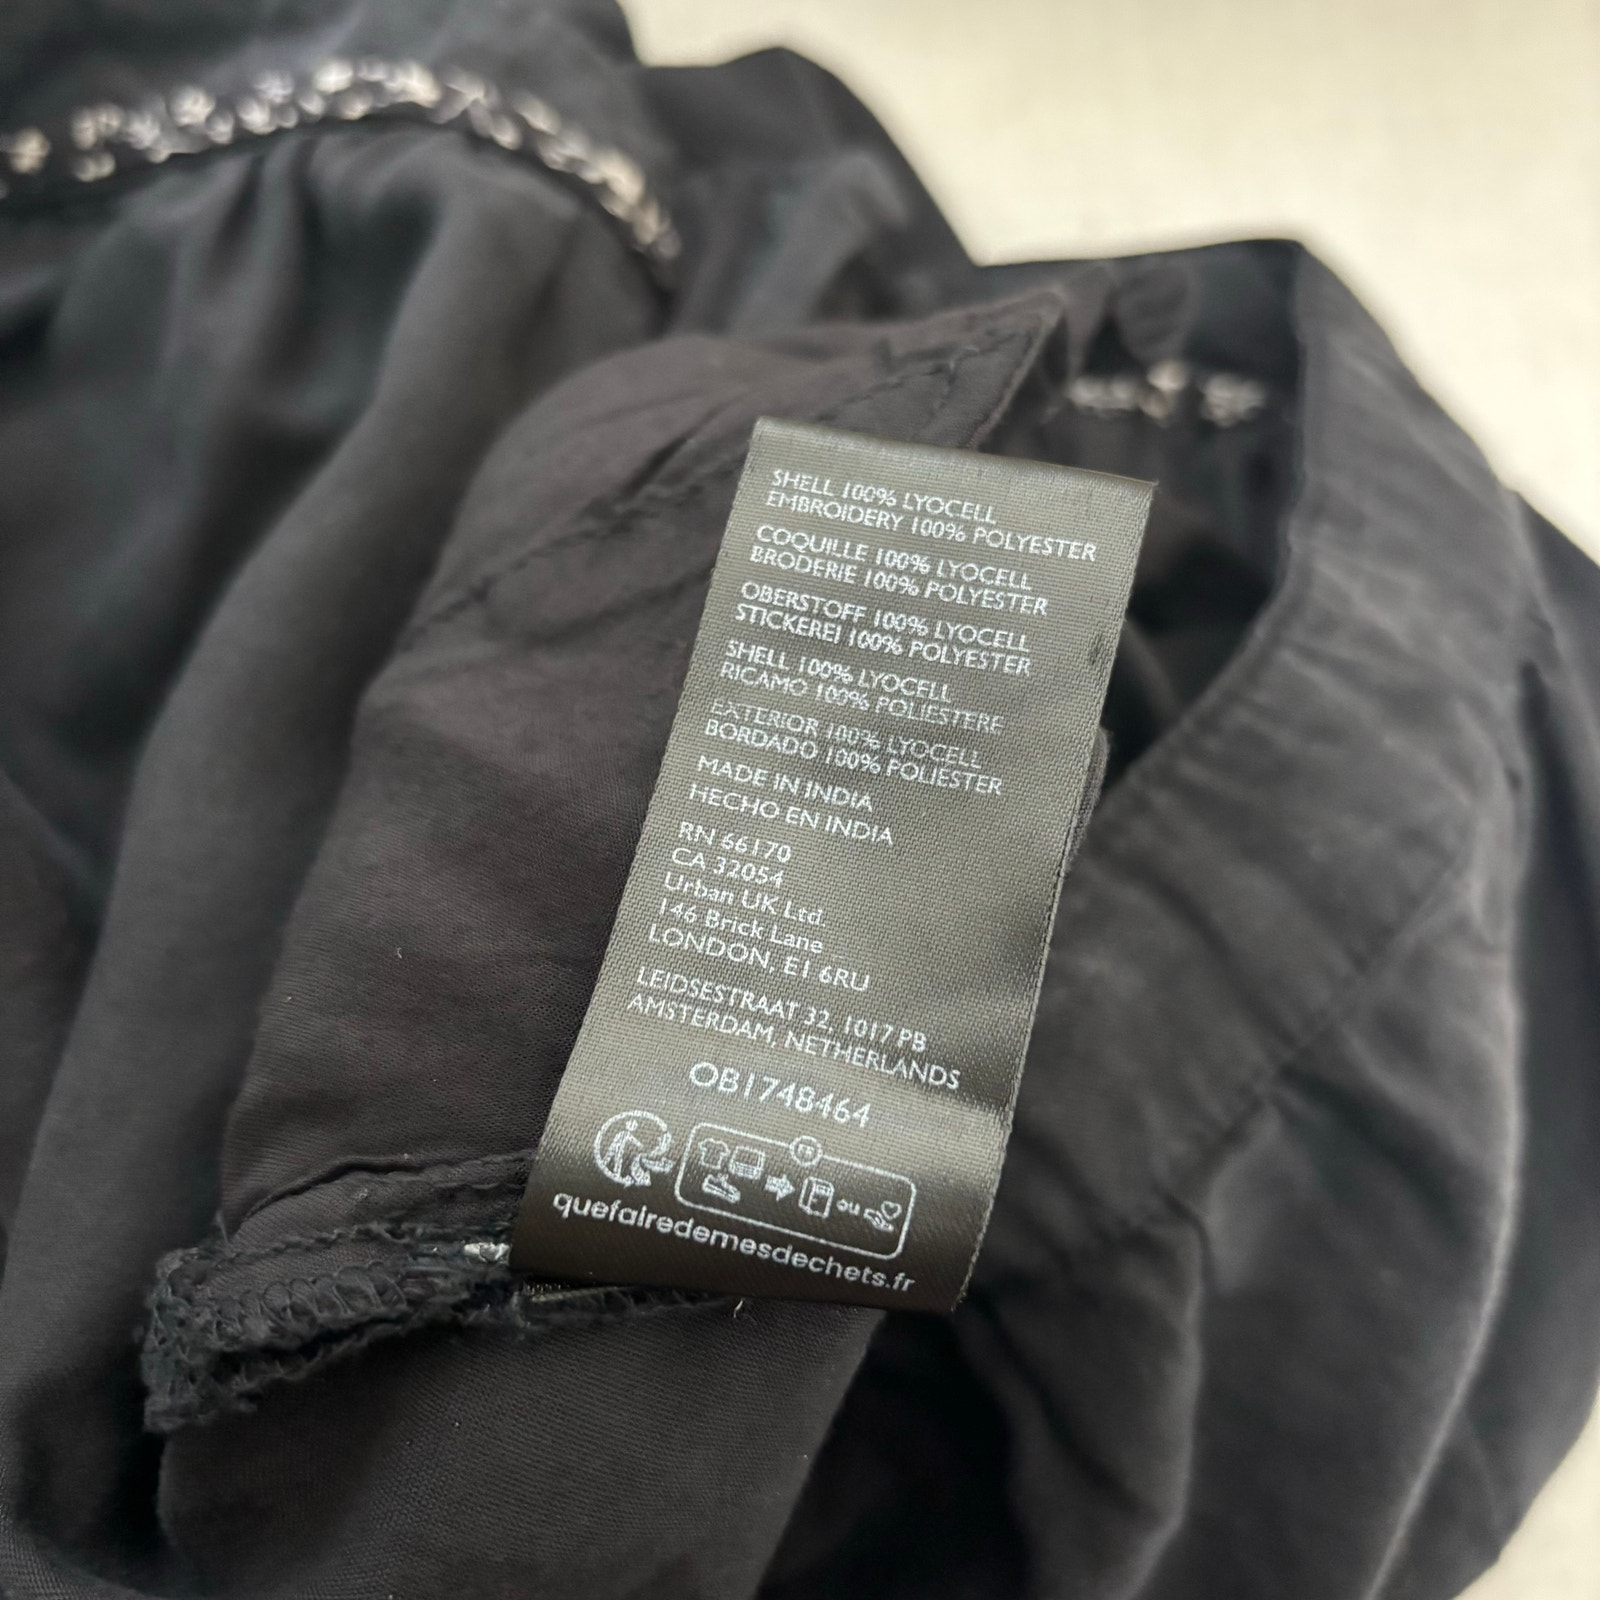 SHELL 100% LYOCELL
EMBROIDERY 100% POLYESTER
COQUILLE 100% LYOCELL
BRODERIE 100% POLYESTER
OBERSTOFF 100% LYOCELL
STICKEREI 100% POLYESTER
SHELL 100% LYOCELL
RICAMO 100% POLIESTERE
EXTERIOR 100% LYOCELL
BORDADO 100% POLIESTER
MADE IN INDIA
HECHO EN INDIA
RN 66170
CA 32054
Urban UK Ltd.
146 Brick Lane
LONDON, E1 6RU
LEIDSESTRAAT 32, 1017 PB
AMSTERDAM, NETHERLANDS
OB1748464
FR
ou
quefairedemesdechets.fr